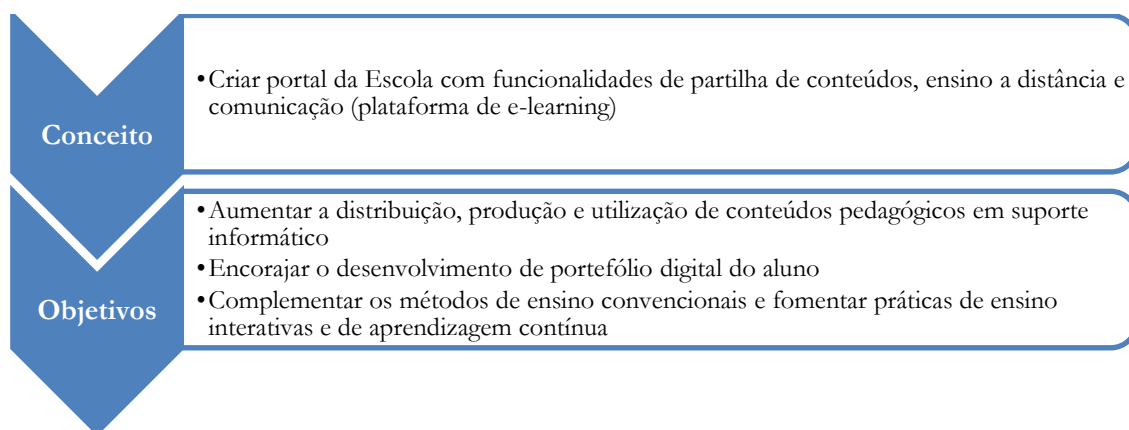 Conceito
•Criar portal da Escola com funcionalidades de partilha de conteúdos, ensino a distância e
comunicação (plataforma de e-learning)
Objetivos
•Aumentar a distribuição, produção e utilização de conteúdos pedagógicos em suporte
informático
•Encorajar o desenvolvimento de portefólio digital do aluno
•Complementar os métodos de ensino convencionais e fomentar práticas de ensino
interativas e de aprendizagem contínua